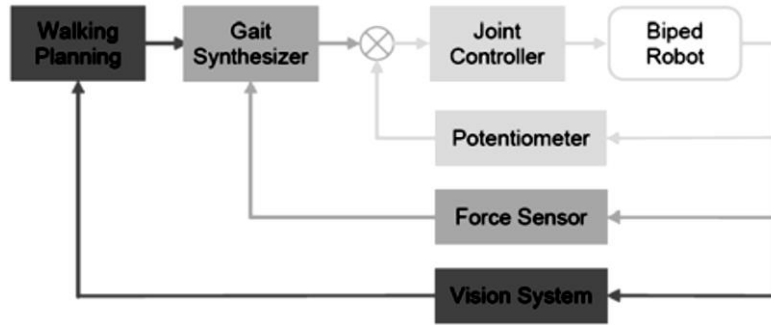 Walking
Planning
Gait
Synthesizer
Joint
Controller
Biped
Robot
Potentiometer
Force Sensor
Vision System